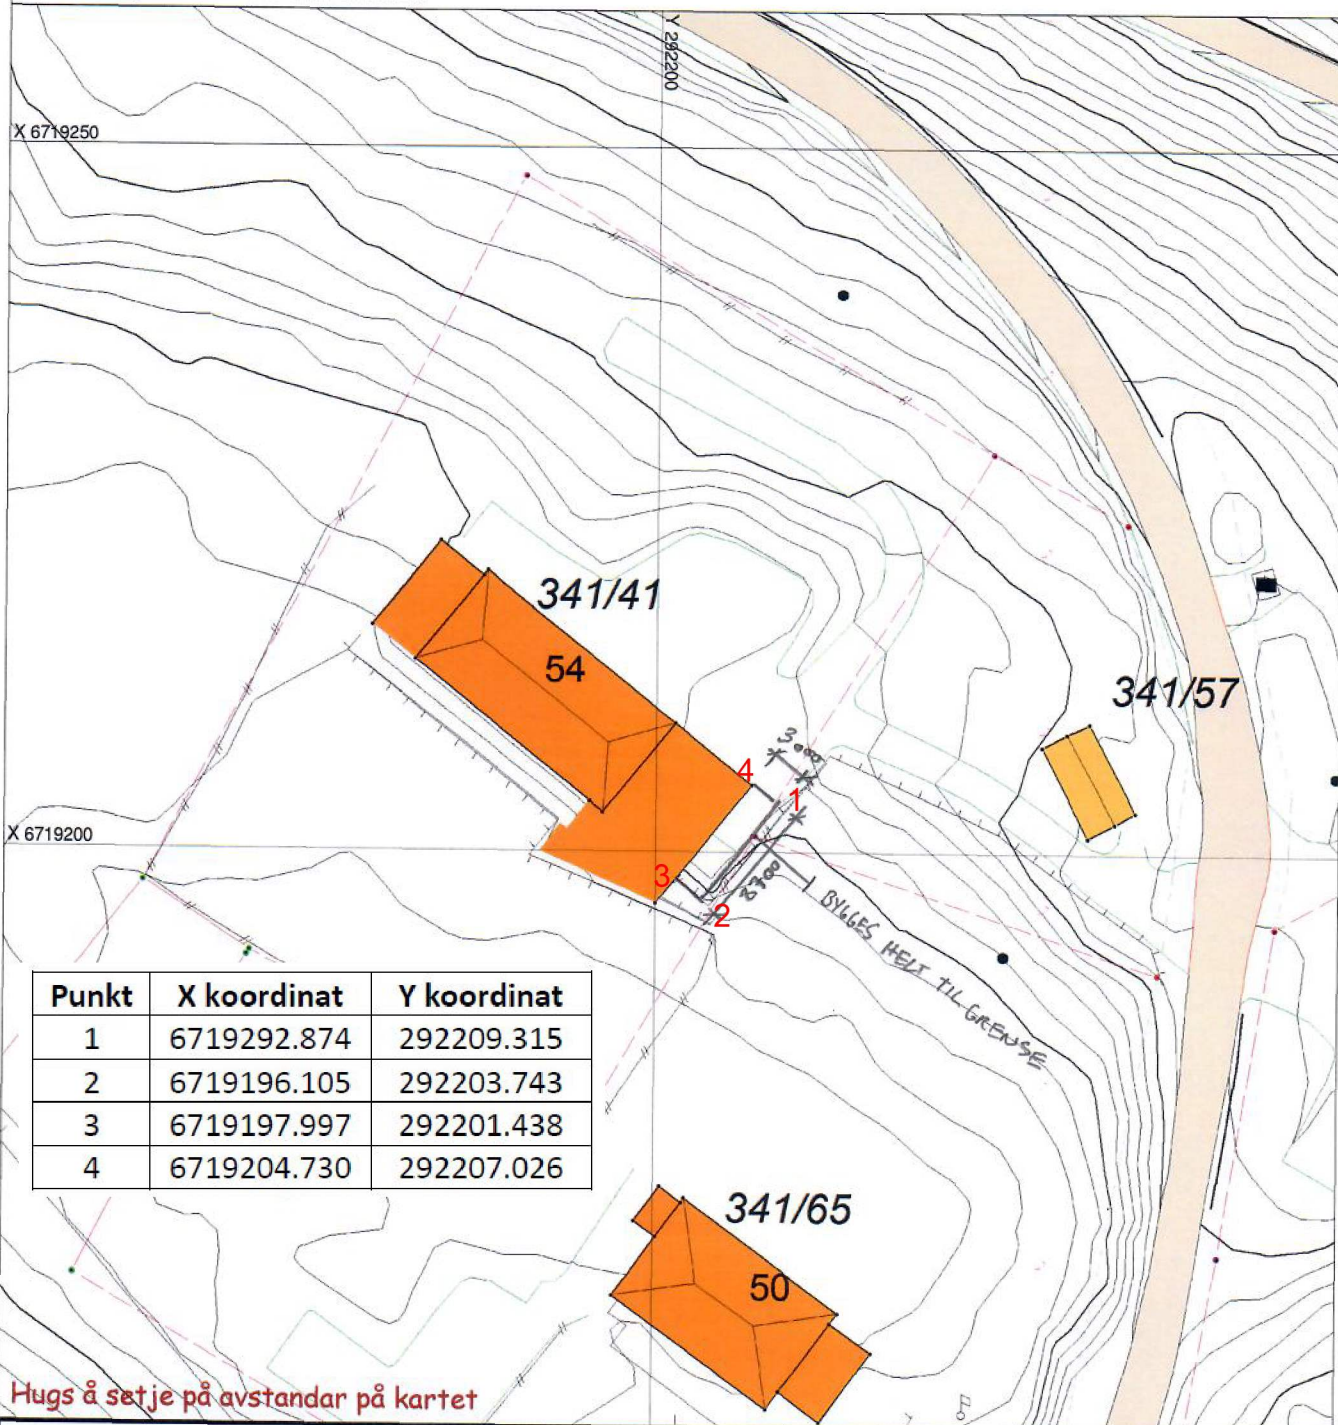 Y 292200
X 6719250
341/41
54
341/57
3.000
4
1
X 6719200
3
8700
2
BYGGES HELT TIL GRENSE
Punkt X koordinat Y koordinat
1 6719292.874 292209.315
2 6719196.105 292203.743
3 6719197.997 292201.438
4 6719204.730 292207.026
341/65
50
Hugs å setje på avstandar på kartet